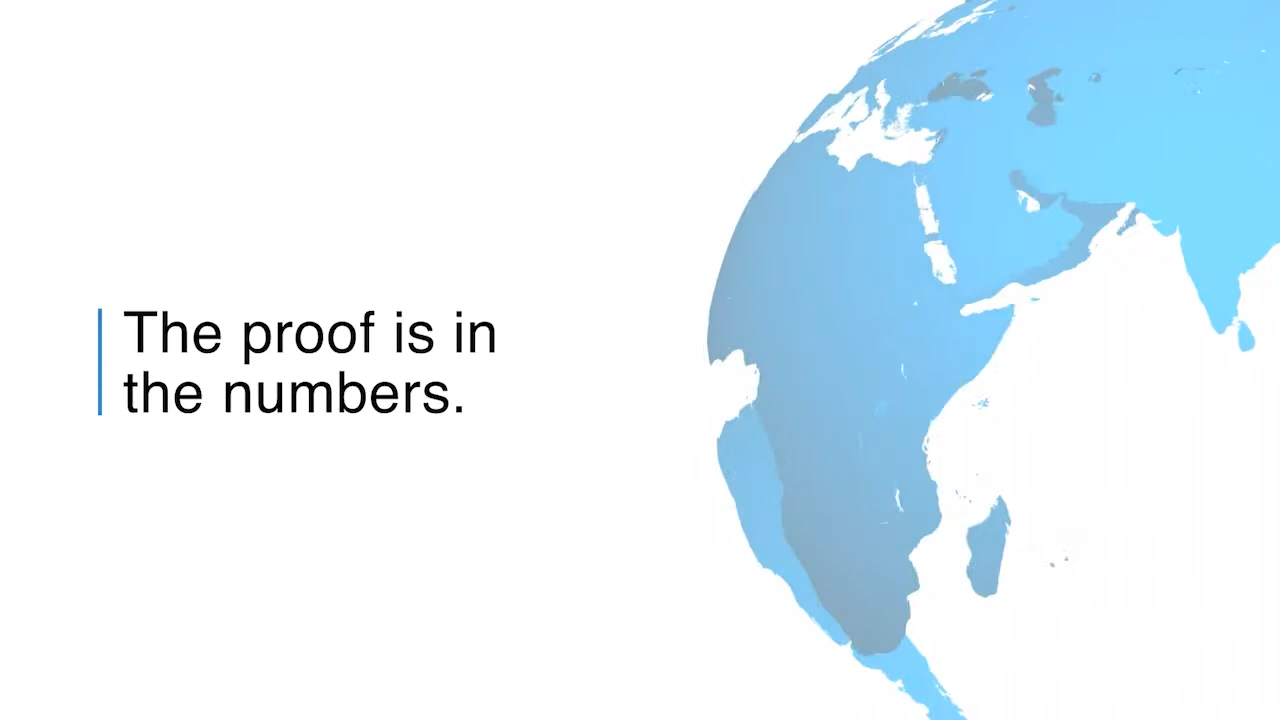 The proof is in
the numbers.